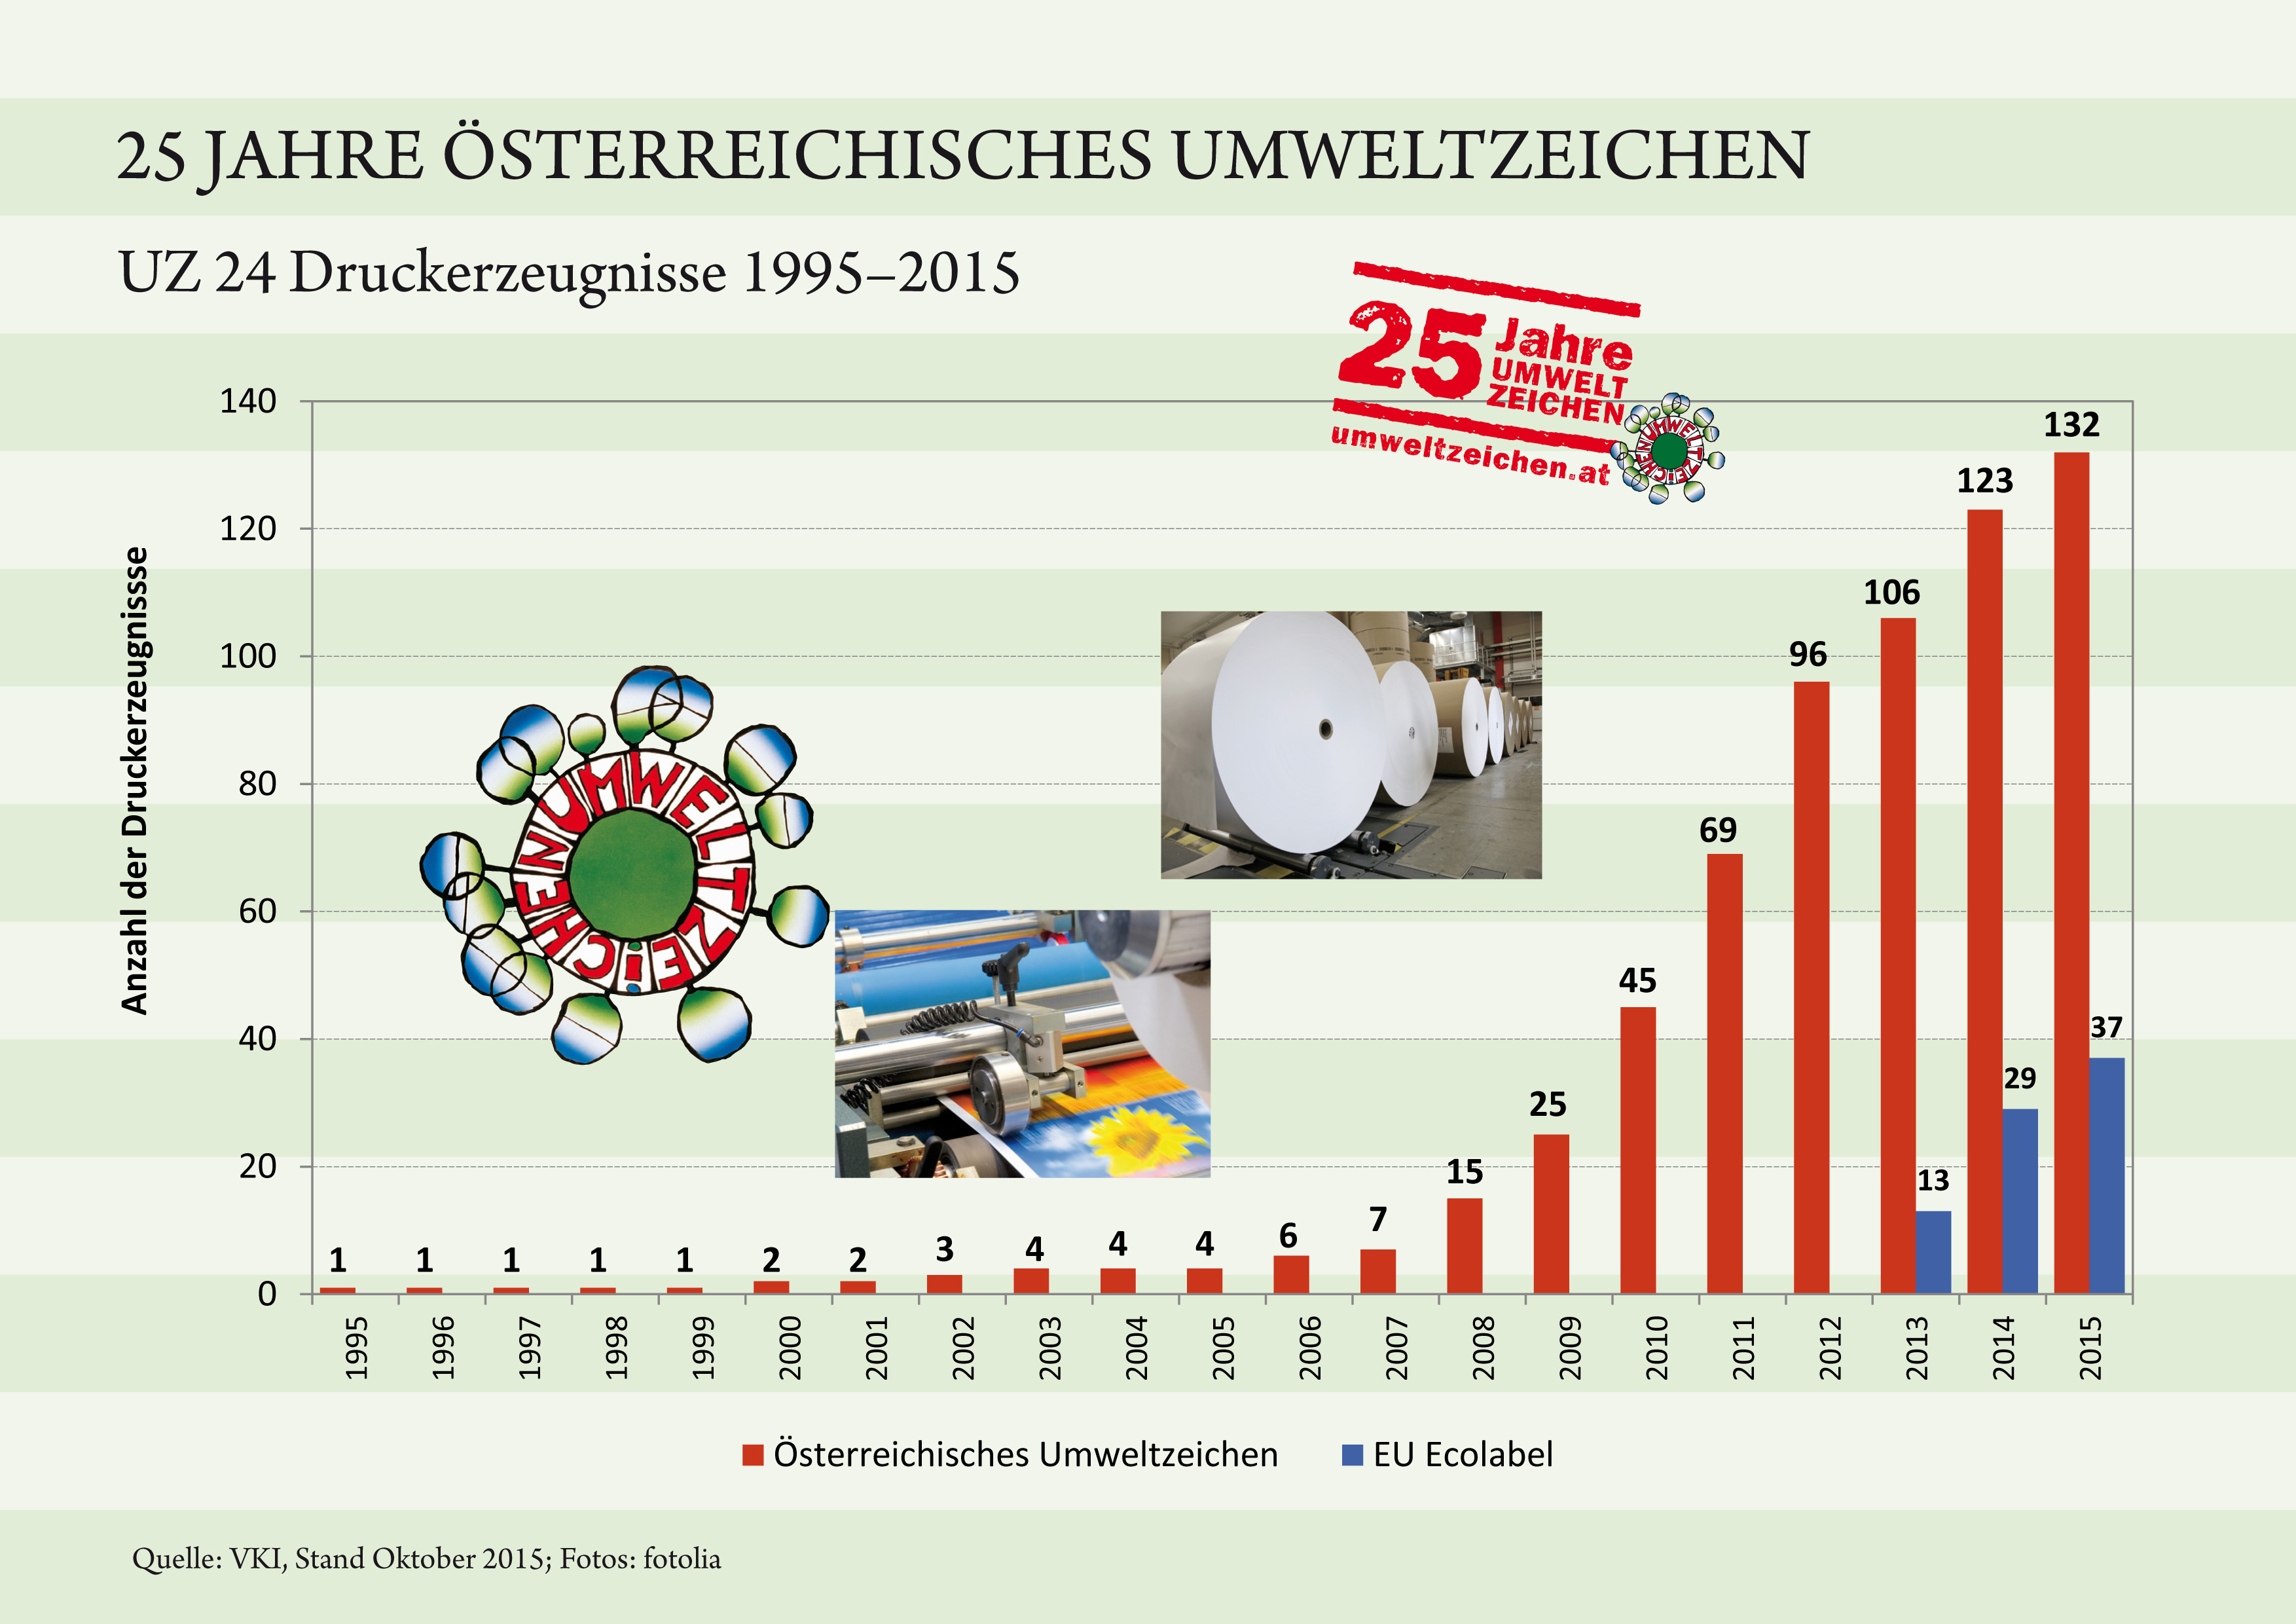 25 JAHRE ÖSTERREICHISCHES UMWELTZEICHEN
UZ 24 Druckerzeugnisse 1995–2015
25 Jahre
UMWELT
ZEICHEN
umweltzeichen.at
UMWELTZEiCHEN
Anzahl der Druckerzeugnissse
140
120
100
80
60
40
20
0
UMWELTZEiCHEN
1 1 1 1 1 2 2 3 4 4 4 6 7 15 25 45 69 96 106 123 132
13 29 37
1995 1996 1997 1998 1999 2000 2001 2002 2003 2004 2005 2006 2007 2008 2009 2010 2011 2012 2013 2014 2015
Österreichisches Umweltzeichen EU Ecolabel
Quelle: VKI, Stand Oktober 2015; Fotos: fotolia